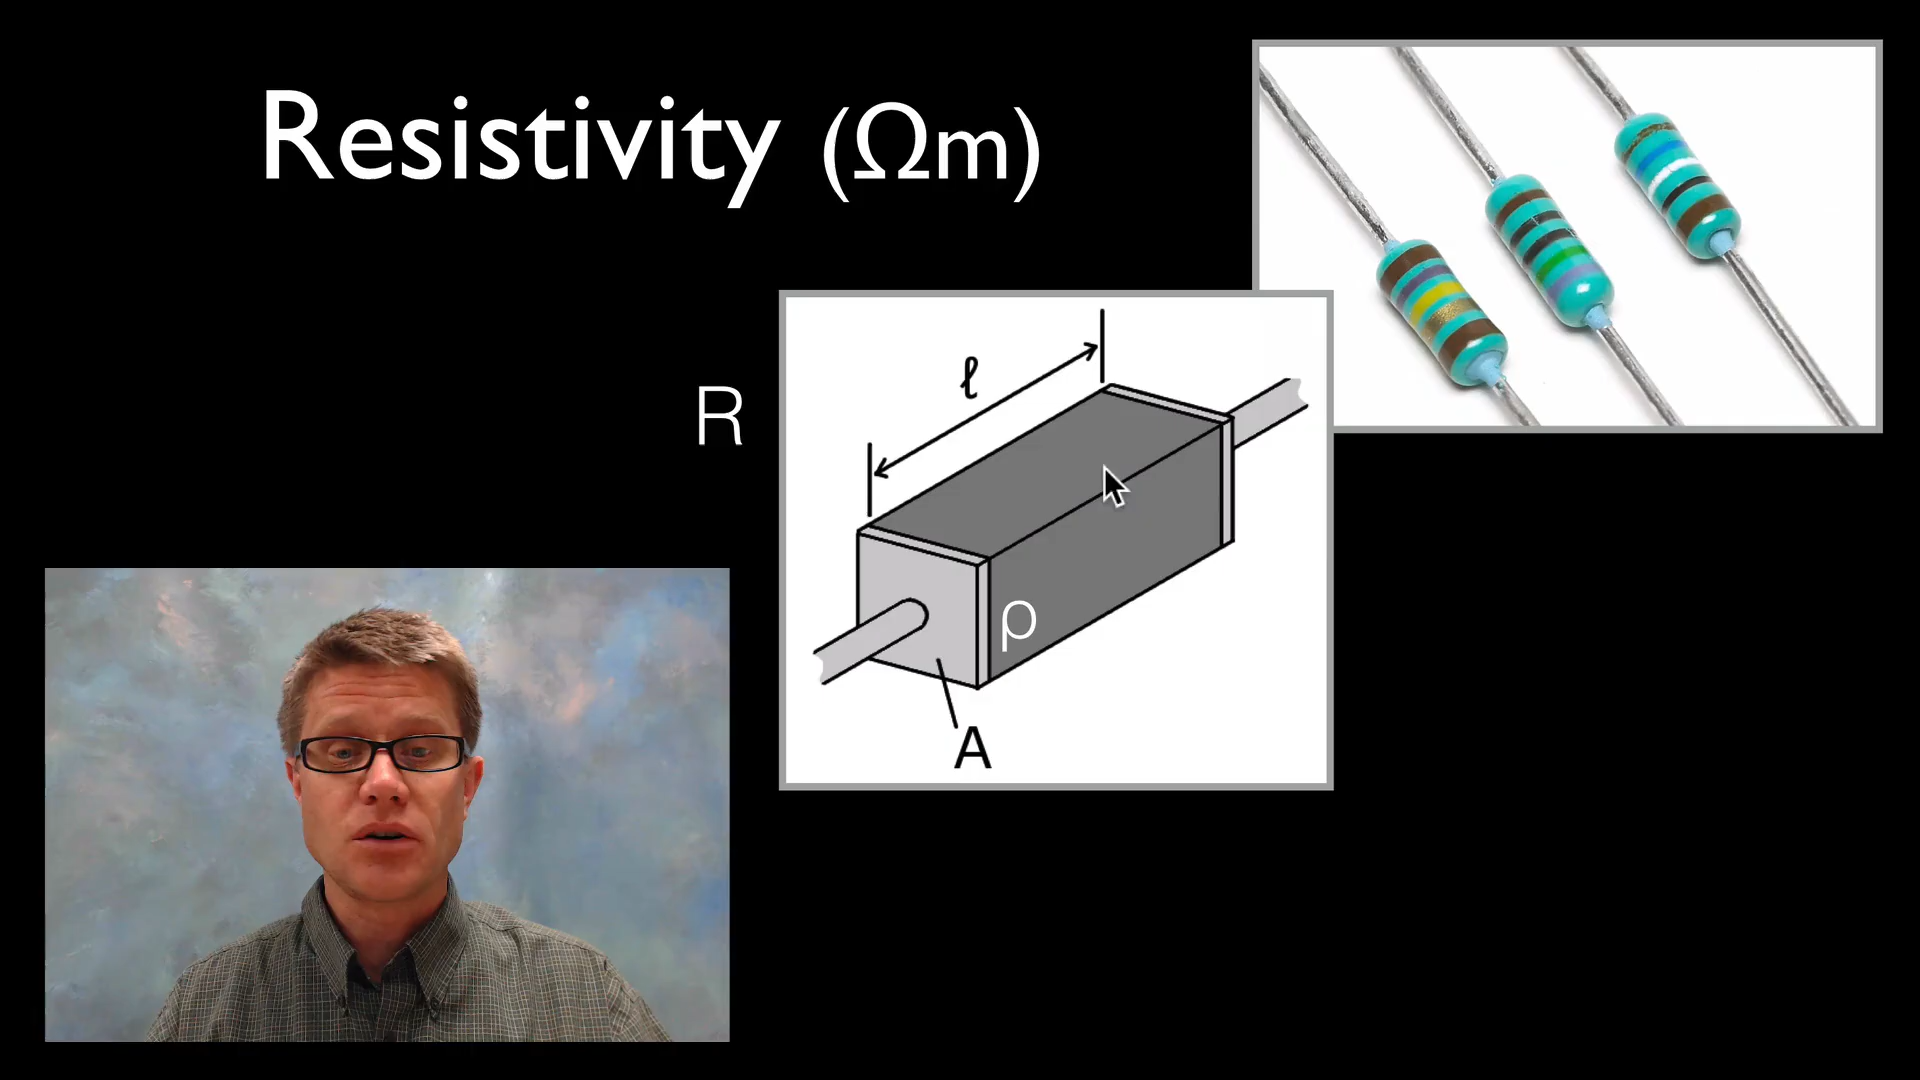 Resistivity (Ωm)
R
ℓ
ρ
A